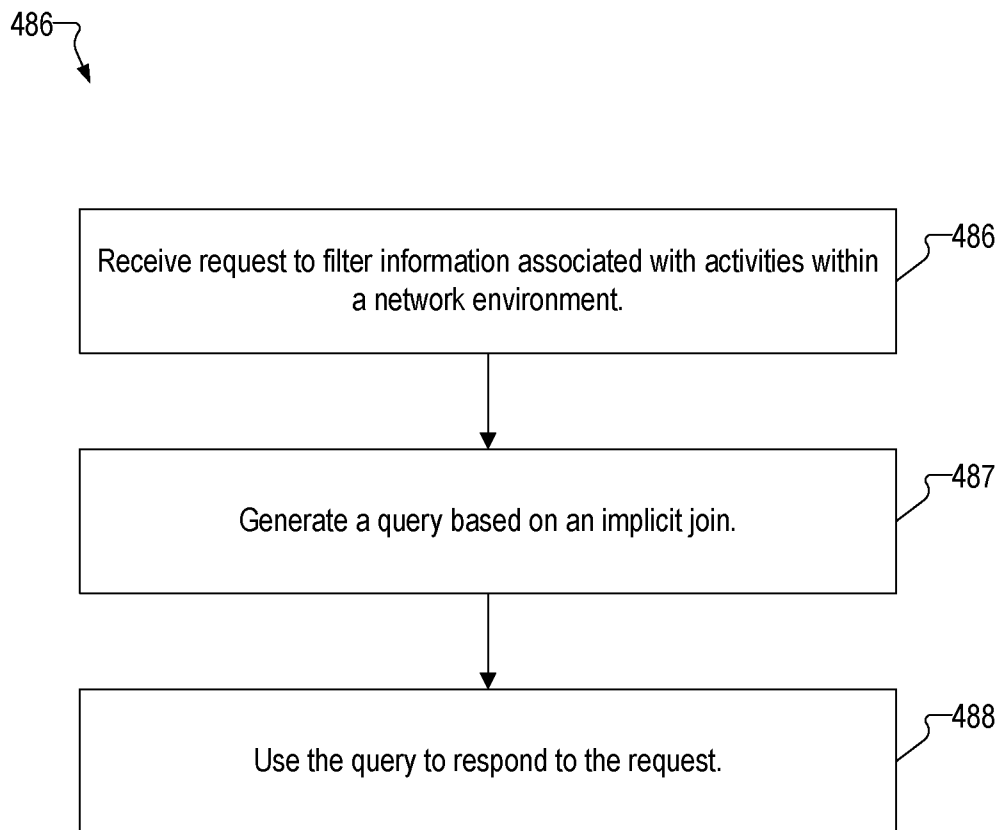 486
Receive request to filter information associated with activities within
a network environment.
486
Generate a query based on an implicit join.
487
Use the query to respond to the request.
488